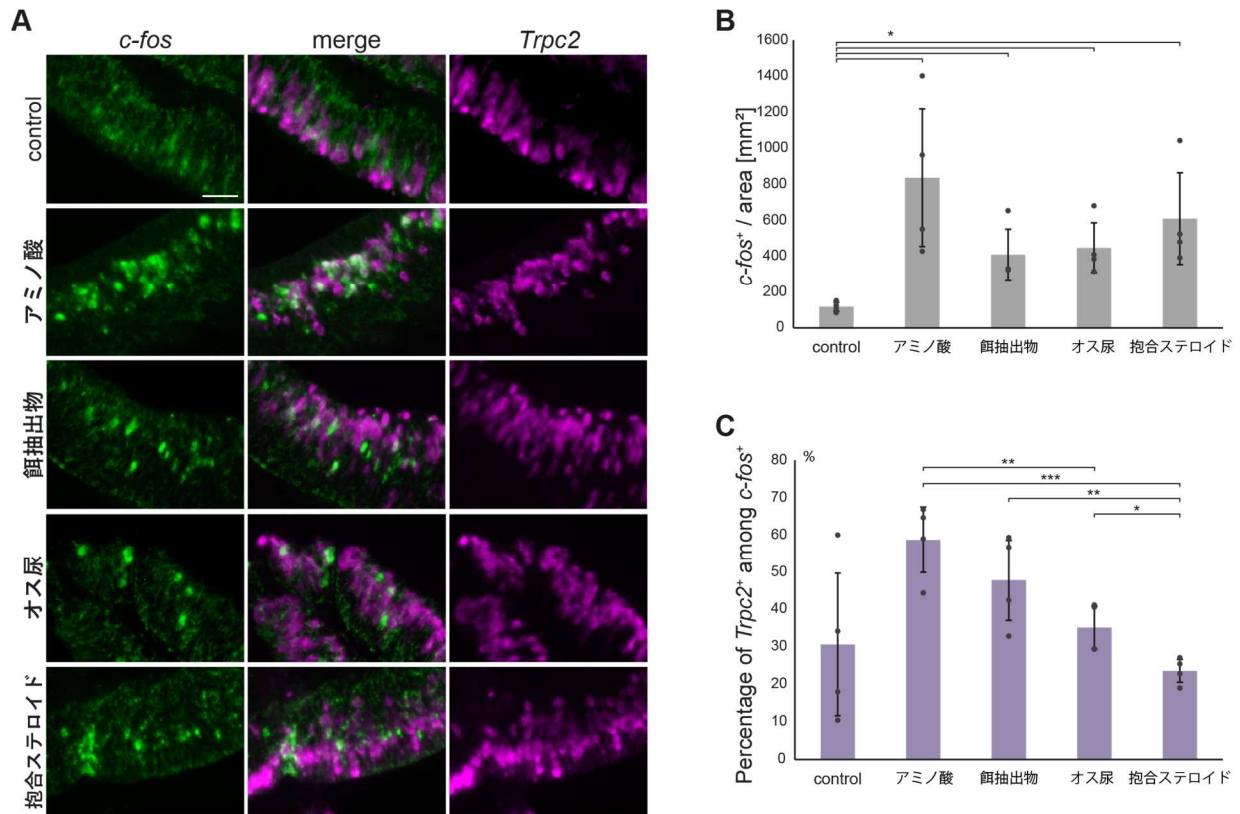 A
c-fos merge Trpc2
control
アミノ酸
餌抽出物
オス尿
抱合ステロイド
B
c-fos⁺ / area [mm²]
1600
1400
1200
1000
800
600
400
200
0
*
control アミノ酸 餌抽出物 オス尿 抱合ステロイド
C
Percentage of Trpc2⁺ among c-fos⁺
%
80
70
60
50
40
30
20
10
0
**
***
**
*
control アミノ酸 餌抽出物 オス尿 抱合ステロイド